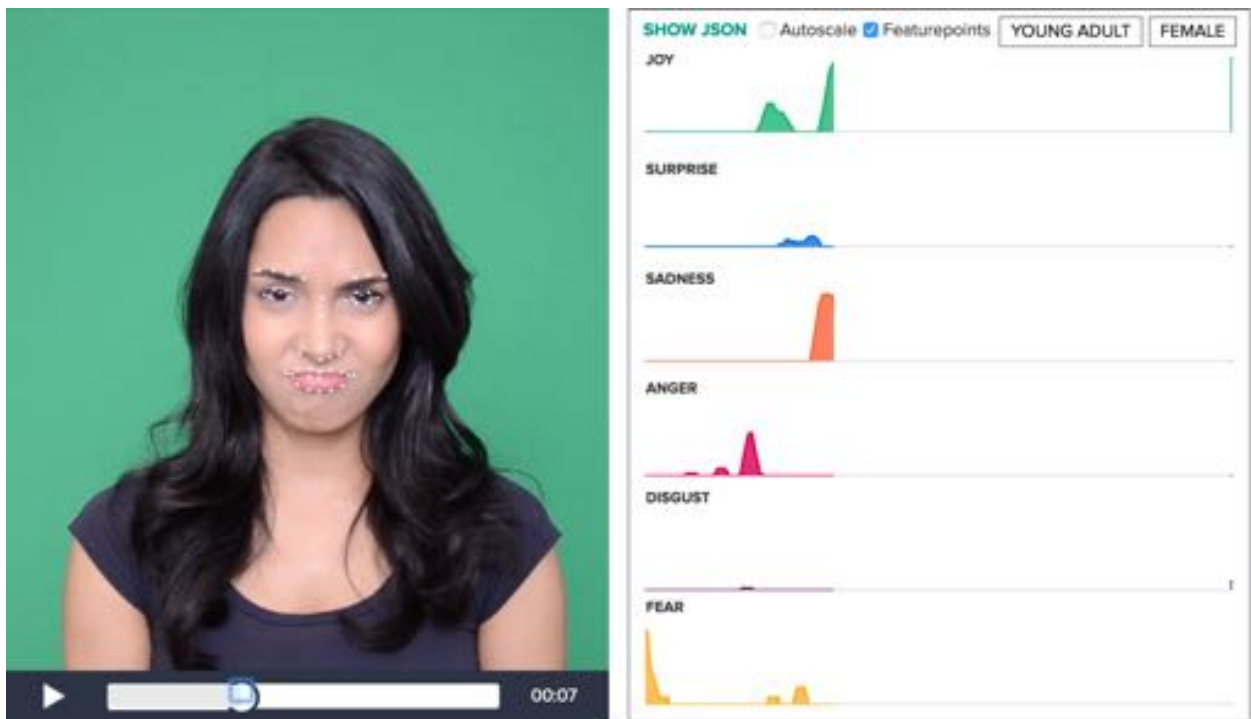 SHOW JSON Autoscale Featurepoints YOUNG ADULT FEMALE
JOY
SURPRISE
SADNESS
ANGER
DISGUST
FEAR
00:07